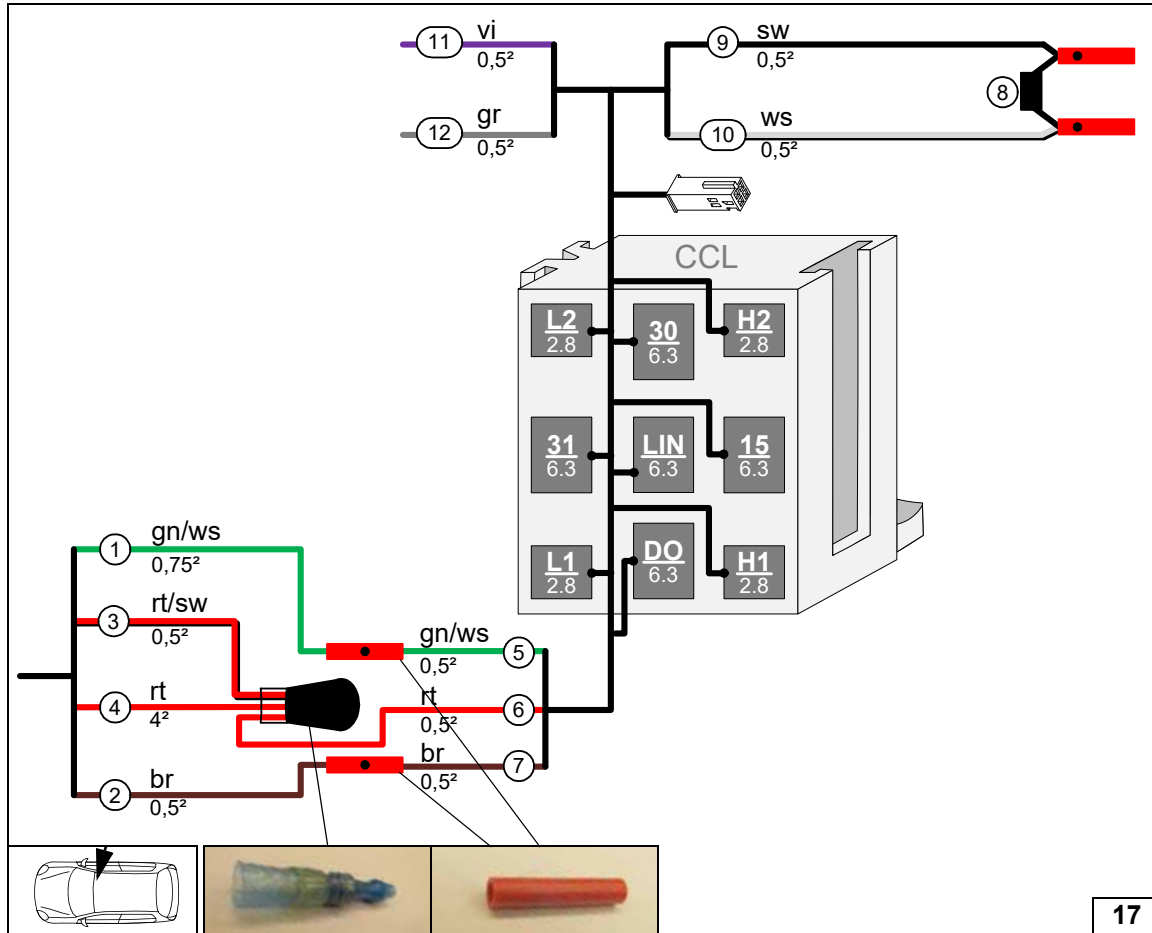 11 vi
0,5²
9 sw
0,5²
8
12 gr
0,5²
10 ws
0,5²
CCL
L2
2.8
30
6.3
H2
2.8
31
6.3
LIN
6.3
15
6.3
L1
2.8
DO
6.3
H1
2.8
1 gn/ws
0,75²
3 rt/sw
0,5²
gn/ws 5
0,5²
4 rt
4²
rt 6
0,5²
br 7
0,5²
2 br
0,5²
17